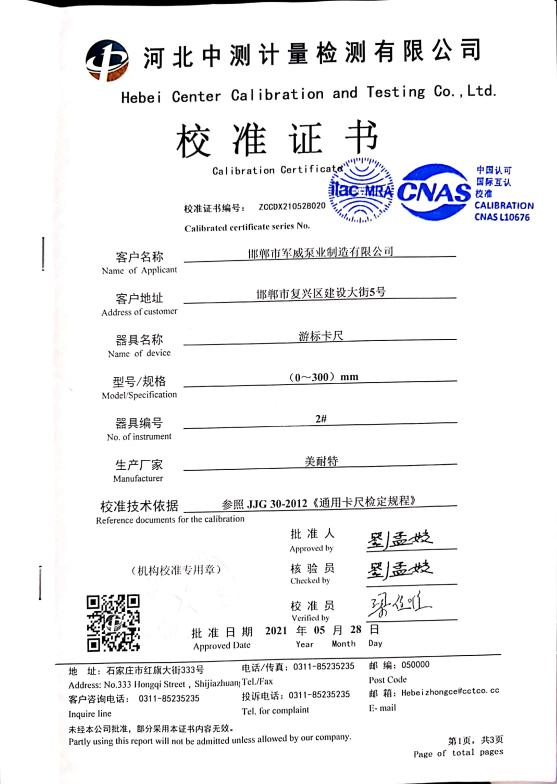 河北中测计量检测有限公司
Hebei Center Calibration and Testing Co.,Ltd.
校准证书
Calibration Certificate
ilac-MRA
CNAS
中国认可
国际互认
校准
CALIBRATION
CNAS L10676
校准证书编号： ZCCDX210528020
Calibrated certificate series No.
客户名称 邯郸市军威泵业制造有限公司
Name of Applicant
客户地址 邯郸市复兴区建设大街5号
Address of customer
器具名称 游标卡尺
Name of device
型号/规格 （0～300）mm
Model/Specification
器具编号 2#
No. of instrument
生产厂家 美耐特
Manufacturer
校准技术依据 参照 JJG 30-2012《通用卡尺检定规程》
Reference documents for the calibration
批准人
Approved by
（机构校准专用章）
核验员
Checked by
校准员
Verified by
批准日期 2021 年 05 月 28 日
Approved Date Year Month Day
地 址：石家庄市红旗大街333号 电话/传真：0311-85235235 邮 编：050000
Address: No.333 Hongqi Street , Shijiazhuang Tel./Fax Post Code
客户咨询电话： 0311-85235235 投诉电话：0311-85235235 邮 箱：Hebeizhongce@cctco.cc
Inquire line Tel. for complaint E- mail
未经本公司批准，部分采用本证书内容无效。
Partly using this report will not be admitted unless allowed by our company.
第1页，共3页
Page of total pages